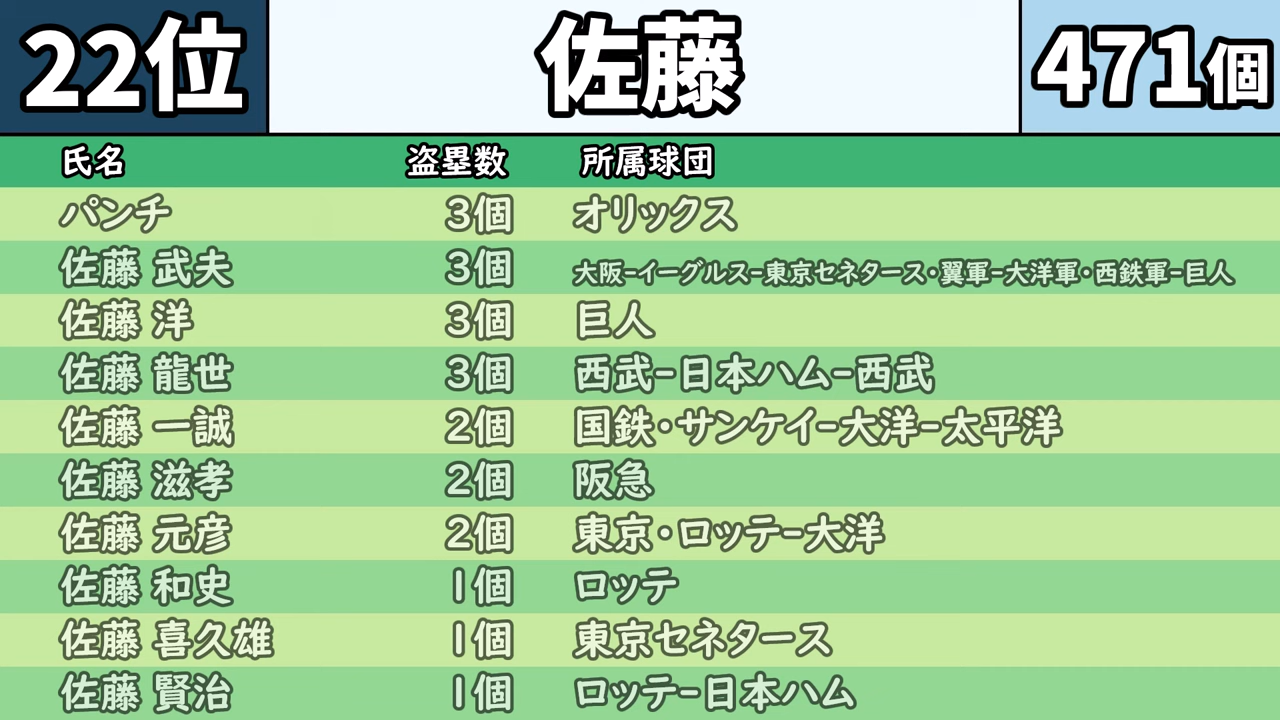 22位 佐藤 471個
氏名 盗塁数 所属球団
パンチ 3個 オリックス
佐藤 武夫 3個 大阪-イーグルス-東京セネタース・翼軍-大洋軍・西鉄軍-巨人
佐藤 洋 3個 巨人
佐藤 龍世 3個 西武-日本ハム-西武
佐藤 一誠 2個 国鉄・サンケイ-大洋-太平洋
佐藤 滋孝 2個 阪急
佐藤 元彦 2個 東京・ロッテ-大洋
佐藤 和史 1個 ロッテ
佐藤 喜久雄 1個 東京セネタース
佐藤 賢治 1個 ロッテ-日本ハム